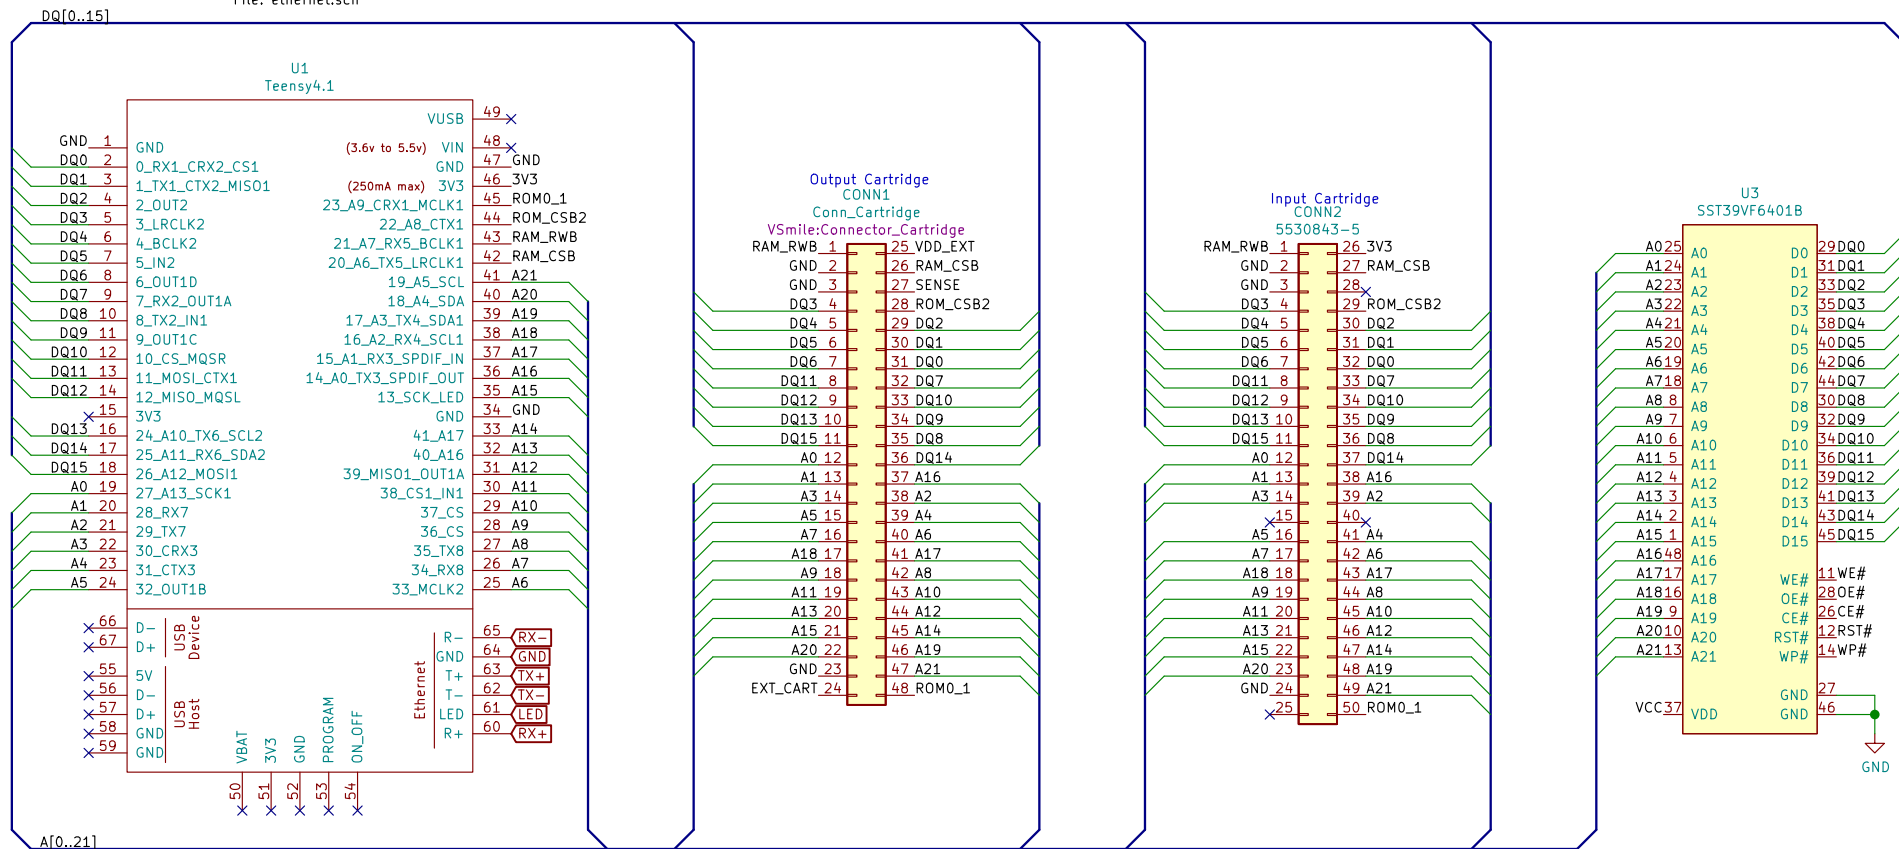 File: ethernet.sch
DQ[0..15]
U1
Teensy4.1
VUSB 49
GND 1 GND (3.6v to 5.5v) VIN 48
DQ0 2 0_RX1_CRX2_CS1 GND 47 GND
DQ1 3 1_TX1_CTX2_MISO1 (250mA max) 3V3 46 3V3
DQ2 4 2_OUT2 23_A9_CRX1_MCLK1 45 ROM0_1
DQ3 5 3_LRCLK2 22_A8_CTX1 44 ROM_CSB2
DQ4 6 4_BCLK2 21_A7_RX5_BCLK1 43 RAM_RWB
DQ5 7 5_IN2 20_A6_TX5_LRCLK1 42 RAM_CSB
DQ6 8 6_OUT1D 19_A5_SCL 41 A21
DQ7 9 7_RX2_OUT1A 18_A4_SDA 40 A20
DQ8 10 8_TX2_IN1 17_A3_TX4_SDA1 39 A19
DQ9 11 9_OUT1C 16_A2_RX4_SCL1 38 A18
DQ10 12 10_CS_MQSR 15_A1_RX3_SPDIF_IN 37 A17
DQ11 13 11_MOSI_CTX1 14_A0_TX3_SPDIF_OUT 36 A16
DQ12 14 12_MISO_MQSL 13_SCK_LED 35 A15
15 3V3 GND 34 GND
DQ13 16 24_A10_TX6_SCL2 41_A17 33 A14
DQ14 17 25_A11_RX6_SDA2 40_A16 32 A13
DQ15 18 26_A12_MOSI1 39_MISO1_OUT1A 31 A12
A0 19 27_A13_SCK1 38_CS1_IN1 30 A11
A1 20 28_RX7 37_CS 29 A10
A2 21 29_TX7 36_CS 28 A9
A3 22 30_CRX3 35_TX8 27 A8
A4 23 31_CTX3 34_RX8 26 A7
A5 24 32_OUT1B 33_MCLK2 25 A6
66 D-
67 D+
USB Device
55 5V
56 D-
57 D+
58 GND
59 GND
USB Host
Ethernet
R- 65 RX-
GND 64 GND
T+ 63 TX+
T- 62 TX-
LED 61 LED
R+ 60 RX+
VBAT 50
3V3 51
GND 52
PROGRAM 53
ON_OFF 54
A[0..21]
Output Cartridge
CONN1
Conn_Cartridge
VSmile:Connector_Cartridge
RAM_RWB 1 25 VDD_EXT
GND 2 26 RAM_CSB
GND 3 27 SENSE
DQ3 4 28 ROM_CSB2
DQ4 5 29 DQ2
DQ5 6 30 DQ1
DQ6 7 31 DQ0
DQ11 8 32 DQ7
DQ12 9 33 DQ10
DQ13 10 34 DQ9
DQ15 11 35 DQ8
A0 12 36 DQ14
A1 13 37 A16
A3 14 38 A2
A5 15 39 A4
A7 16 40 A6
A18 17 41 A17
A9 18 42 A8
A11 19 43 A10
A13 20 44 A12
A15 21 45 A14
A20 22 46 A19
GND 23 47 A21
EXT_CART 24 48 ROM0_1
Input Cartridge
CONN2
5530843-5
RAM_RWB 1 26 3V3
GND 2 27 RAM_CSB
GND 3 28
DQ3 4 29 ROM_CSB2
DQ4 5 30 DQ2
DQ5 6 31 DQ1
DQ6 7 32 DQ0
DQ11 8 33 DQ7
DQ12 9 34 DQ10
DQ13 10 35 DQ9
DQ15 11 36 DQ8
A0 12 37 DQ14
A1 13 38 A16
A3 14 39 A2
15 40
A5 16 41 A4
A7 17 42 A6
A18 18 43 A17
A9 19 44 A8
A11 20 45 A10
A13 21 46 A12
A15 22 47 A14
A20 23 48 A19
GND 24 49 A21
25 50 ROM0_1
U3
SST39VF6401B
A0 25 A0 D0 29 DQ0
A1 24 A1 D1 31 DQ1
A2 23 A2 D2 33 DQ2
A3 22 A3 D3 35 DQ3
A4 21 A4 D4 38 DQ4
A5 20 A5 D5 40 DQ5
A6 19 A6 D6 42 DQ6
A7 18 A7 D7 44 DQ7
A8 8 A8 D8 30 DQ8
A9 7 A9 D9 32 DQ9
A10 6 A10 D10 34 DQ10
A11 5 A11 D11 36 DQ11
A12 4 A12 D12 39 DQ12
A13 3 A13 D13 41 DQ13
A14 2 A14 D14 43 DQ14
A15 1 A15 D15 45 DQ15
A16 48 A16
A17 17 A17 WE# 11 WE#
A18 16 A18 OE# 28 OE#
A19 9 A19 CE# 26 CE#
A20 10 A20 RST# 12 RST#
A21 13 A21 WP# 14 WP#
GND 27
VCC 37 VDD GND 46
GND